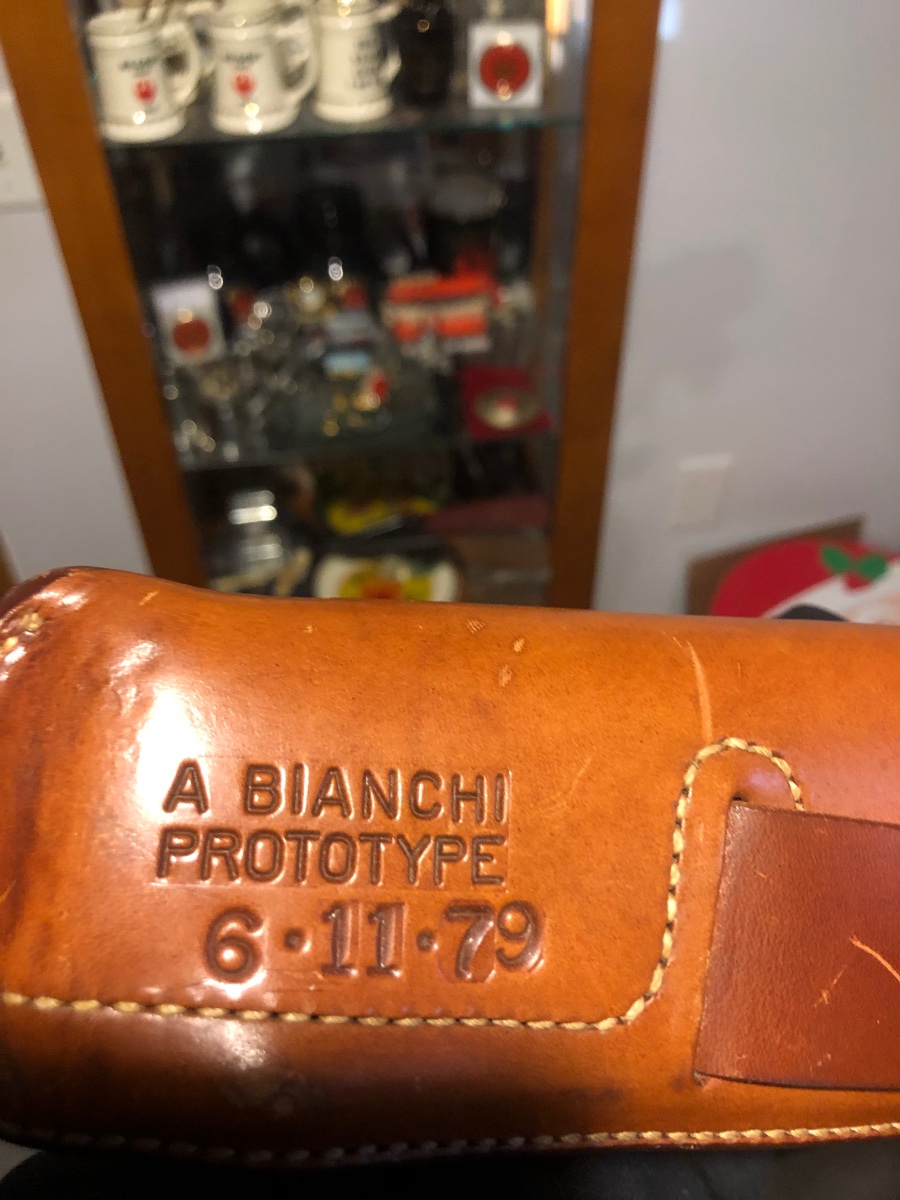 A BIANCHI
PROTOTYPE
6·11·79